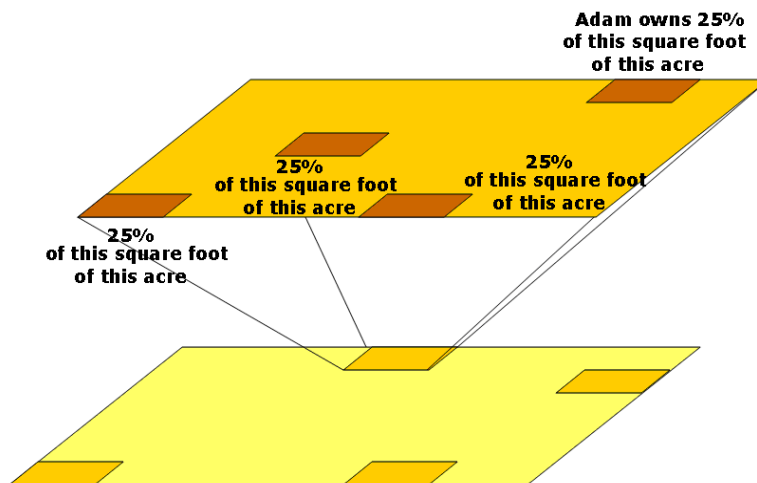 Adam owns 25%
of this square foot
of this acre
25%
of this square foot
of this acre
25%
of this square foot
of this acre
25%
of this square foot
of this acre